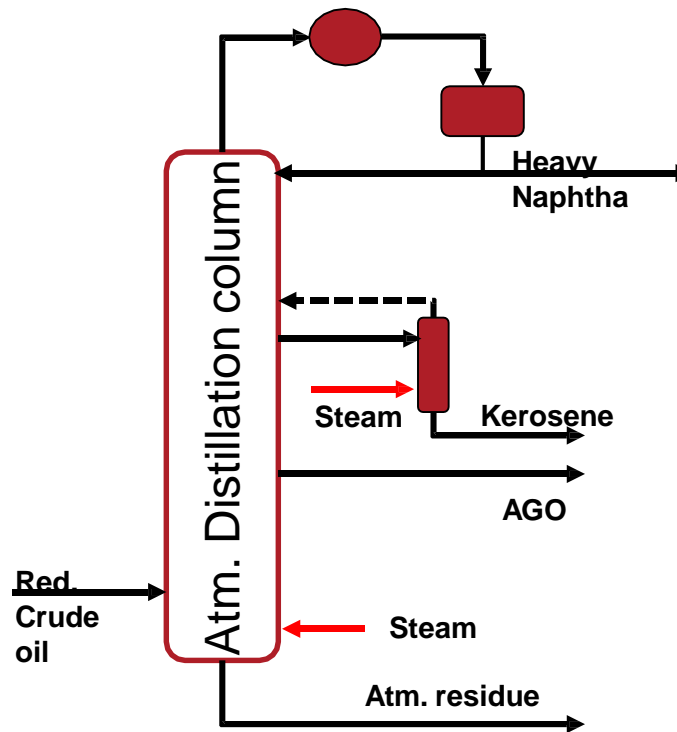 Heavy
Naphtha
Atm. Distillation column
Steam
Kerosene
AGO
Red.
Crude
oil
Steam
Atm. residue